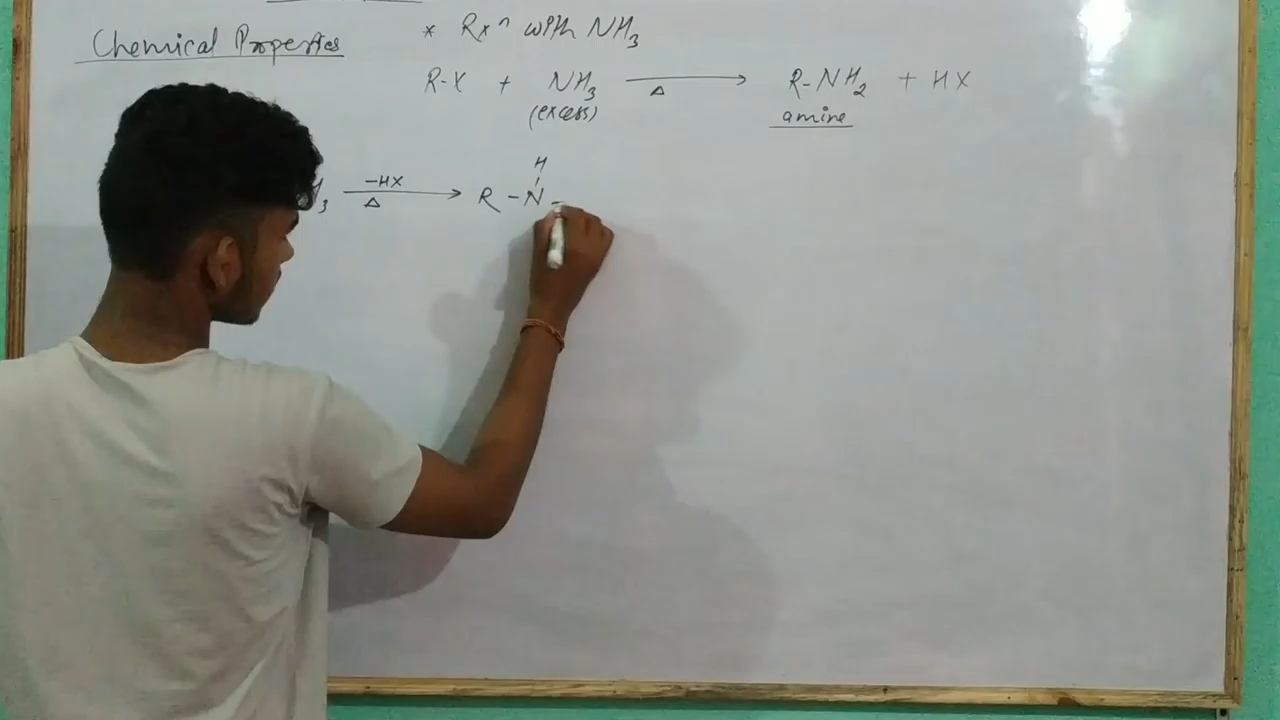 Chemical Properties
* Rxⁿ with NH₃
R-X + NH₃ →
Δ
R-NH₂ + HX
(excess)
amine
H₃ →
-HX
Δ
H
R-N-